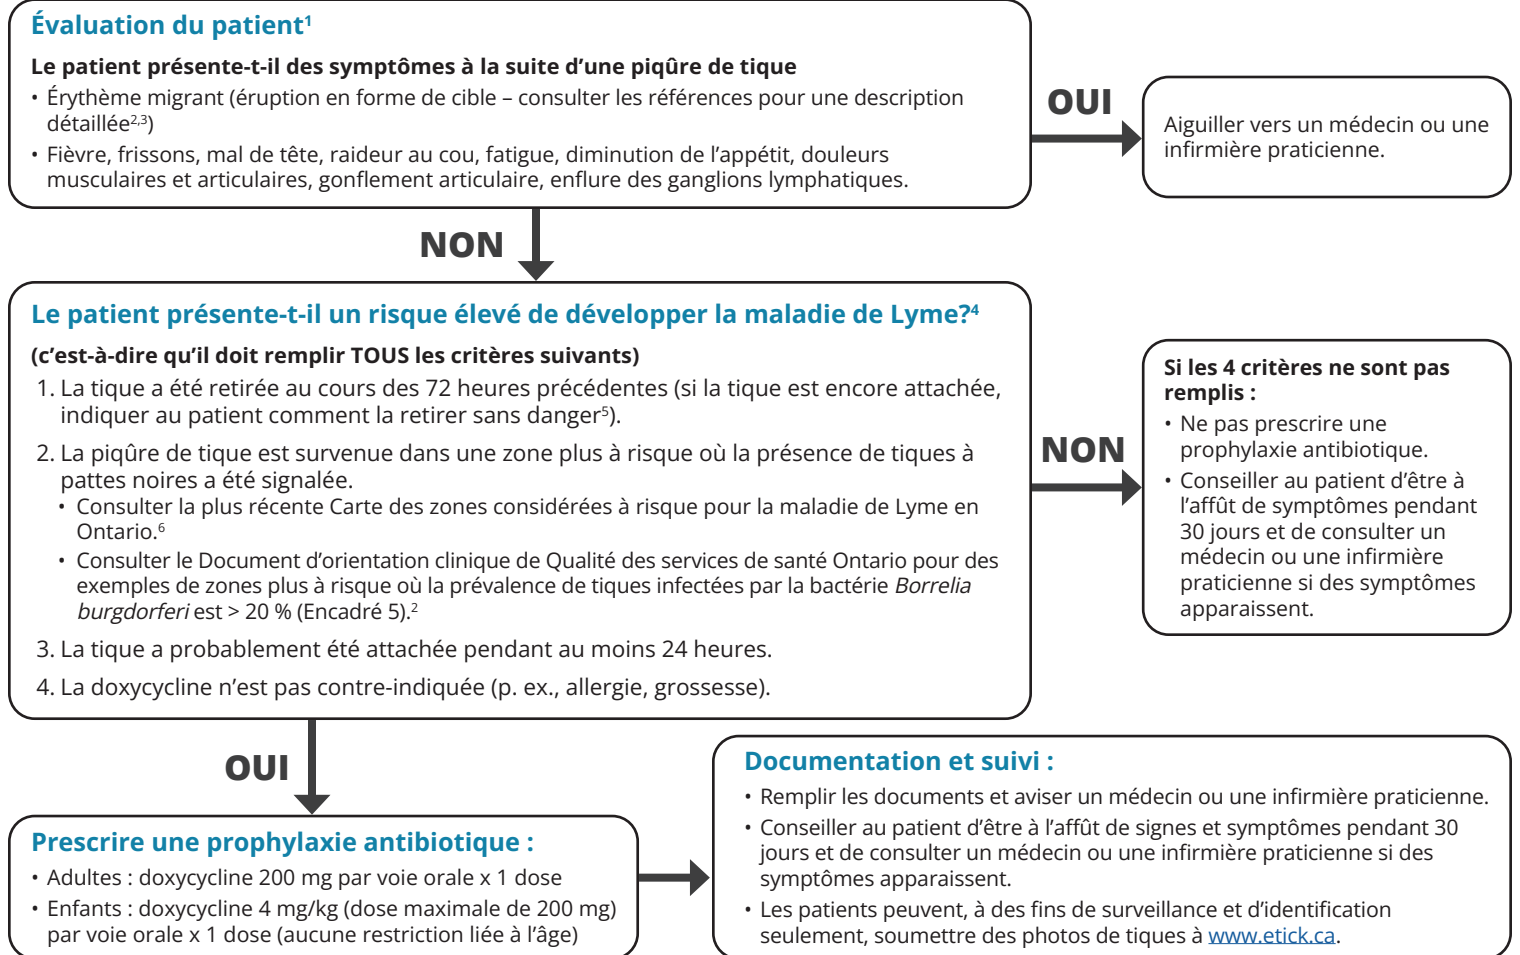 Évaluation du patient¹
Le patient présente-t-il des symptômes à la suite d’une piqûre de tique
• Érythème migrant (éruption en forme de cible – consulter les références pour une description
détaillée²,³)
• Fièvre, frissons, mal de tête, raideur au cou, fatigue, diminution de l’appétit, douleurs
musculaires et articulaires, gonflement articulaire, enflure des ganglions lymphatiques.
OUI
Aiguiller vers un médecin ou une
infirmière praticienne.
NON
Le patient présente-t-il un risque élevé de développer la maladie de Lyme?⁴
(c’est-à-dire qu’il doit remplir TOUS les critères suivants)
1. La tique a été retirée au cours des 72 heures précédentes (si la tique est encore attachée,
indiquer au patient comment la retirer sans danger⁵).
2. La piqûre de tique est survenue dans une zone plus à risque où la présence de tiques à
pattes noires a été signalée.
• Consulter la plus récente Carte des zones considérées à risque pour la maladie de Lyme en
Ontario.⁶
• Consulter le Document d’orientation clinique de Qualité des services de santé Ontario pour des
exemples de zones plus à risque où la prévalence de tiques infectées par la bactérie Borrelia
burgdorferi est > 20 % (Encadré 5).²
3. La tique a probablement été attachée pendant au moins 24 heures.
4. La doxycycline n’est pas contre-indiquée (p. ex., allergie, grossesse).
NON
Si les 4 critères ne sont pas
remplis :
• Ne pas prescrire une
prophylaxie antibiotique.
• Conseiller au patient d’être à
l’affût de symptômes pendant
30 jours et de consulter un
médecin ou une infirmière
praticienne si des symptômes
apparaissent.
OUI
Prescrire une prophylaxie antibiotique :
• Adultes : doxycycline 200 mg par voie orale x 1 dose
• Enfants : doxycycline 4 mg/kg (dose maximale de 200 mg)
par voie orale x 1 dose (aucune restriction liée à l’âge)
Documentation et suivi :
• Remplir les documents et aviser un médecin ou une infirmière praticienne.
• Conseiller au patient d’être à l’affût de signes et symptômes pendant 30
jours et de consulter un médecin ou une infirmière praticienne si des
symptômes apparaissent.
• Les patients peuvent, à des fins de surveillance et d’identification
seulement, soumettre des photos de tiques à www.etick.ca.